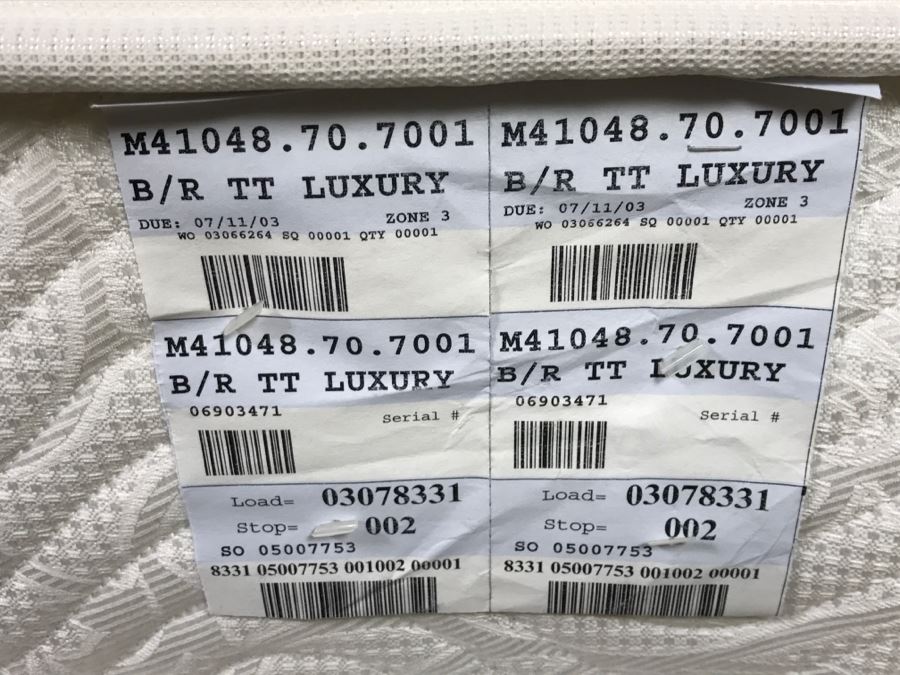 M41048.70.7001
B/R TT LUXURY
DUE: 07/11/03 ZONE 3
WO 03066264 SQ 00001 QTY 00001
M41048.70.7001
B/R TT LUXURY
06903471
Serial #
Load= 03078331
Stop= 002
SO 05007753
8331 05007753 001002 00001
M41048.70.7001
B/R TT LUXURY
DUE: 07/11/03 ZONE 3
WO 03066264 SQ 00001 QTY 00001
M41048.70.7001
B/R TT LUXURY
06903471
Serial #
Load= 03078331
Stop= 002
SO 05007753
8331 05007753 001002 00001